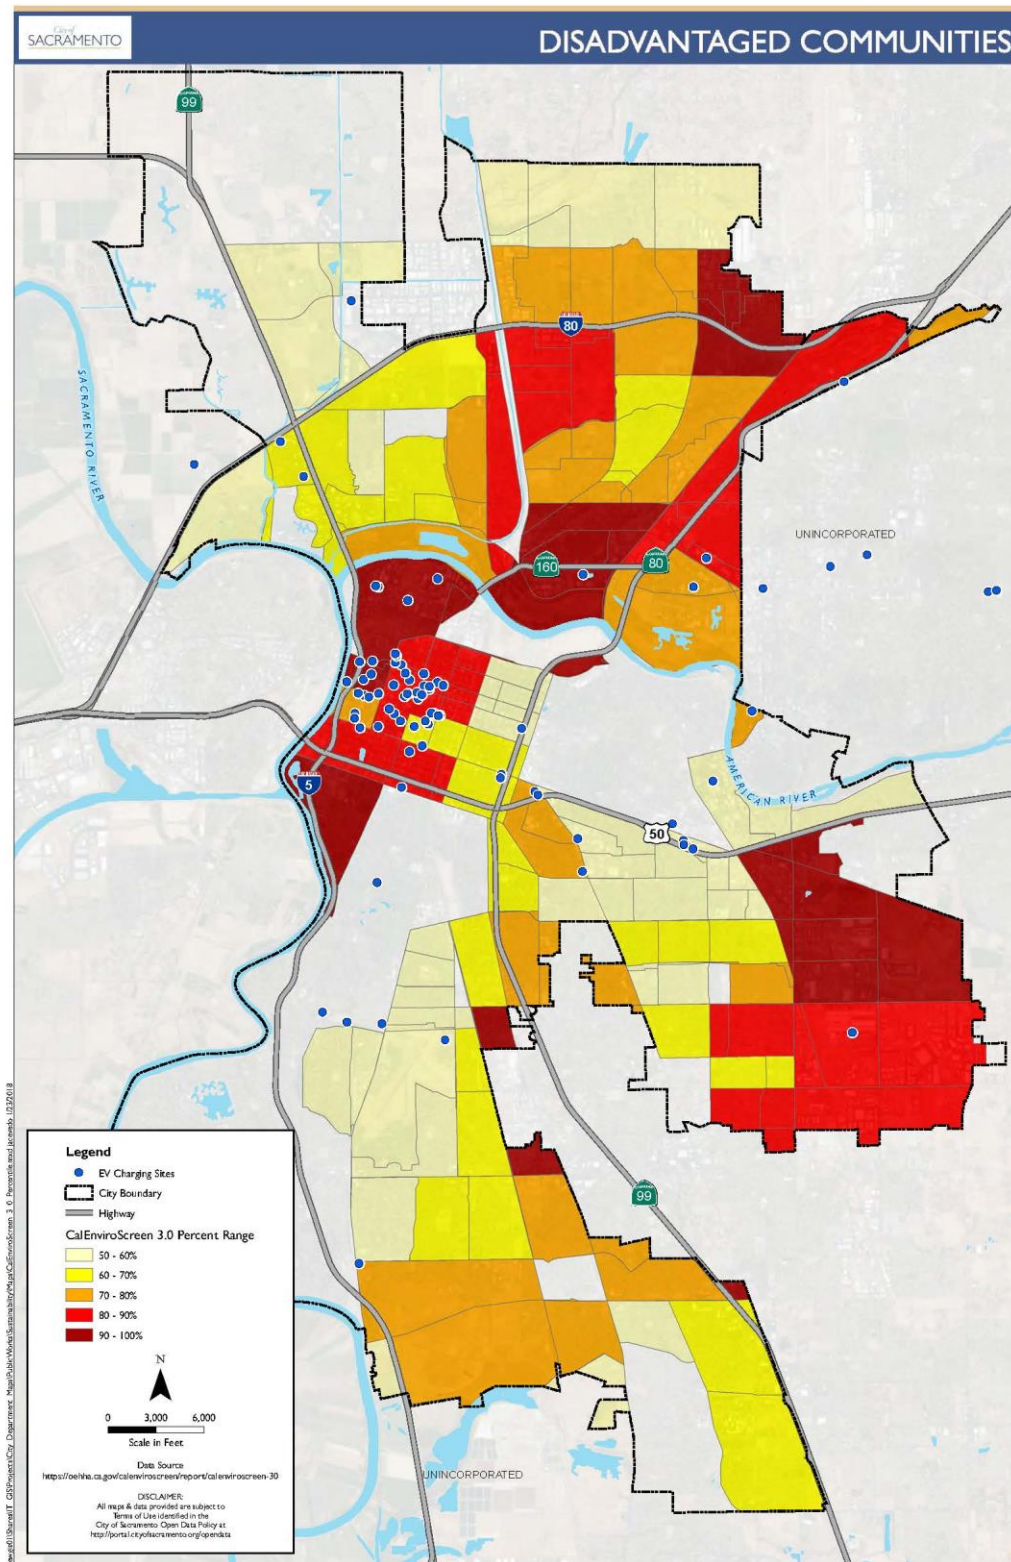 City of
SACRAMENTO
DISADVANTAGED COMMUNITIES
99
80
SACRAMENTO RIVER
UNINCORPORATED
160
80
5
AMERICAN RIVER
50
99
Legend
EV Charging Sites
City Boundary
Highway
CalEnviroScreen 3.0 Percent Range
50 - 60%
60 - 70%
70 - 80%
80 - 90%
90 - 100%
N
0 3,000 6,000
Scale in Feet
Data Source
https://oehha.ca.gov/calenviroscreen/report/calenviroscreen-30
DISCLAIMER:
All maps & data provided are subject to
Terms of Use identified in the
City of Sacramento Open Data Policy at
http://portal.cityofsacramento.org/opendata
UNINCORPORATED